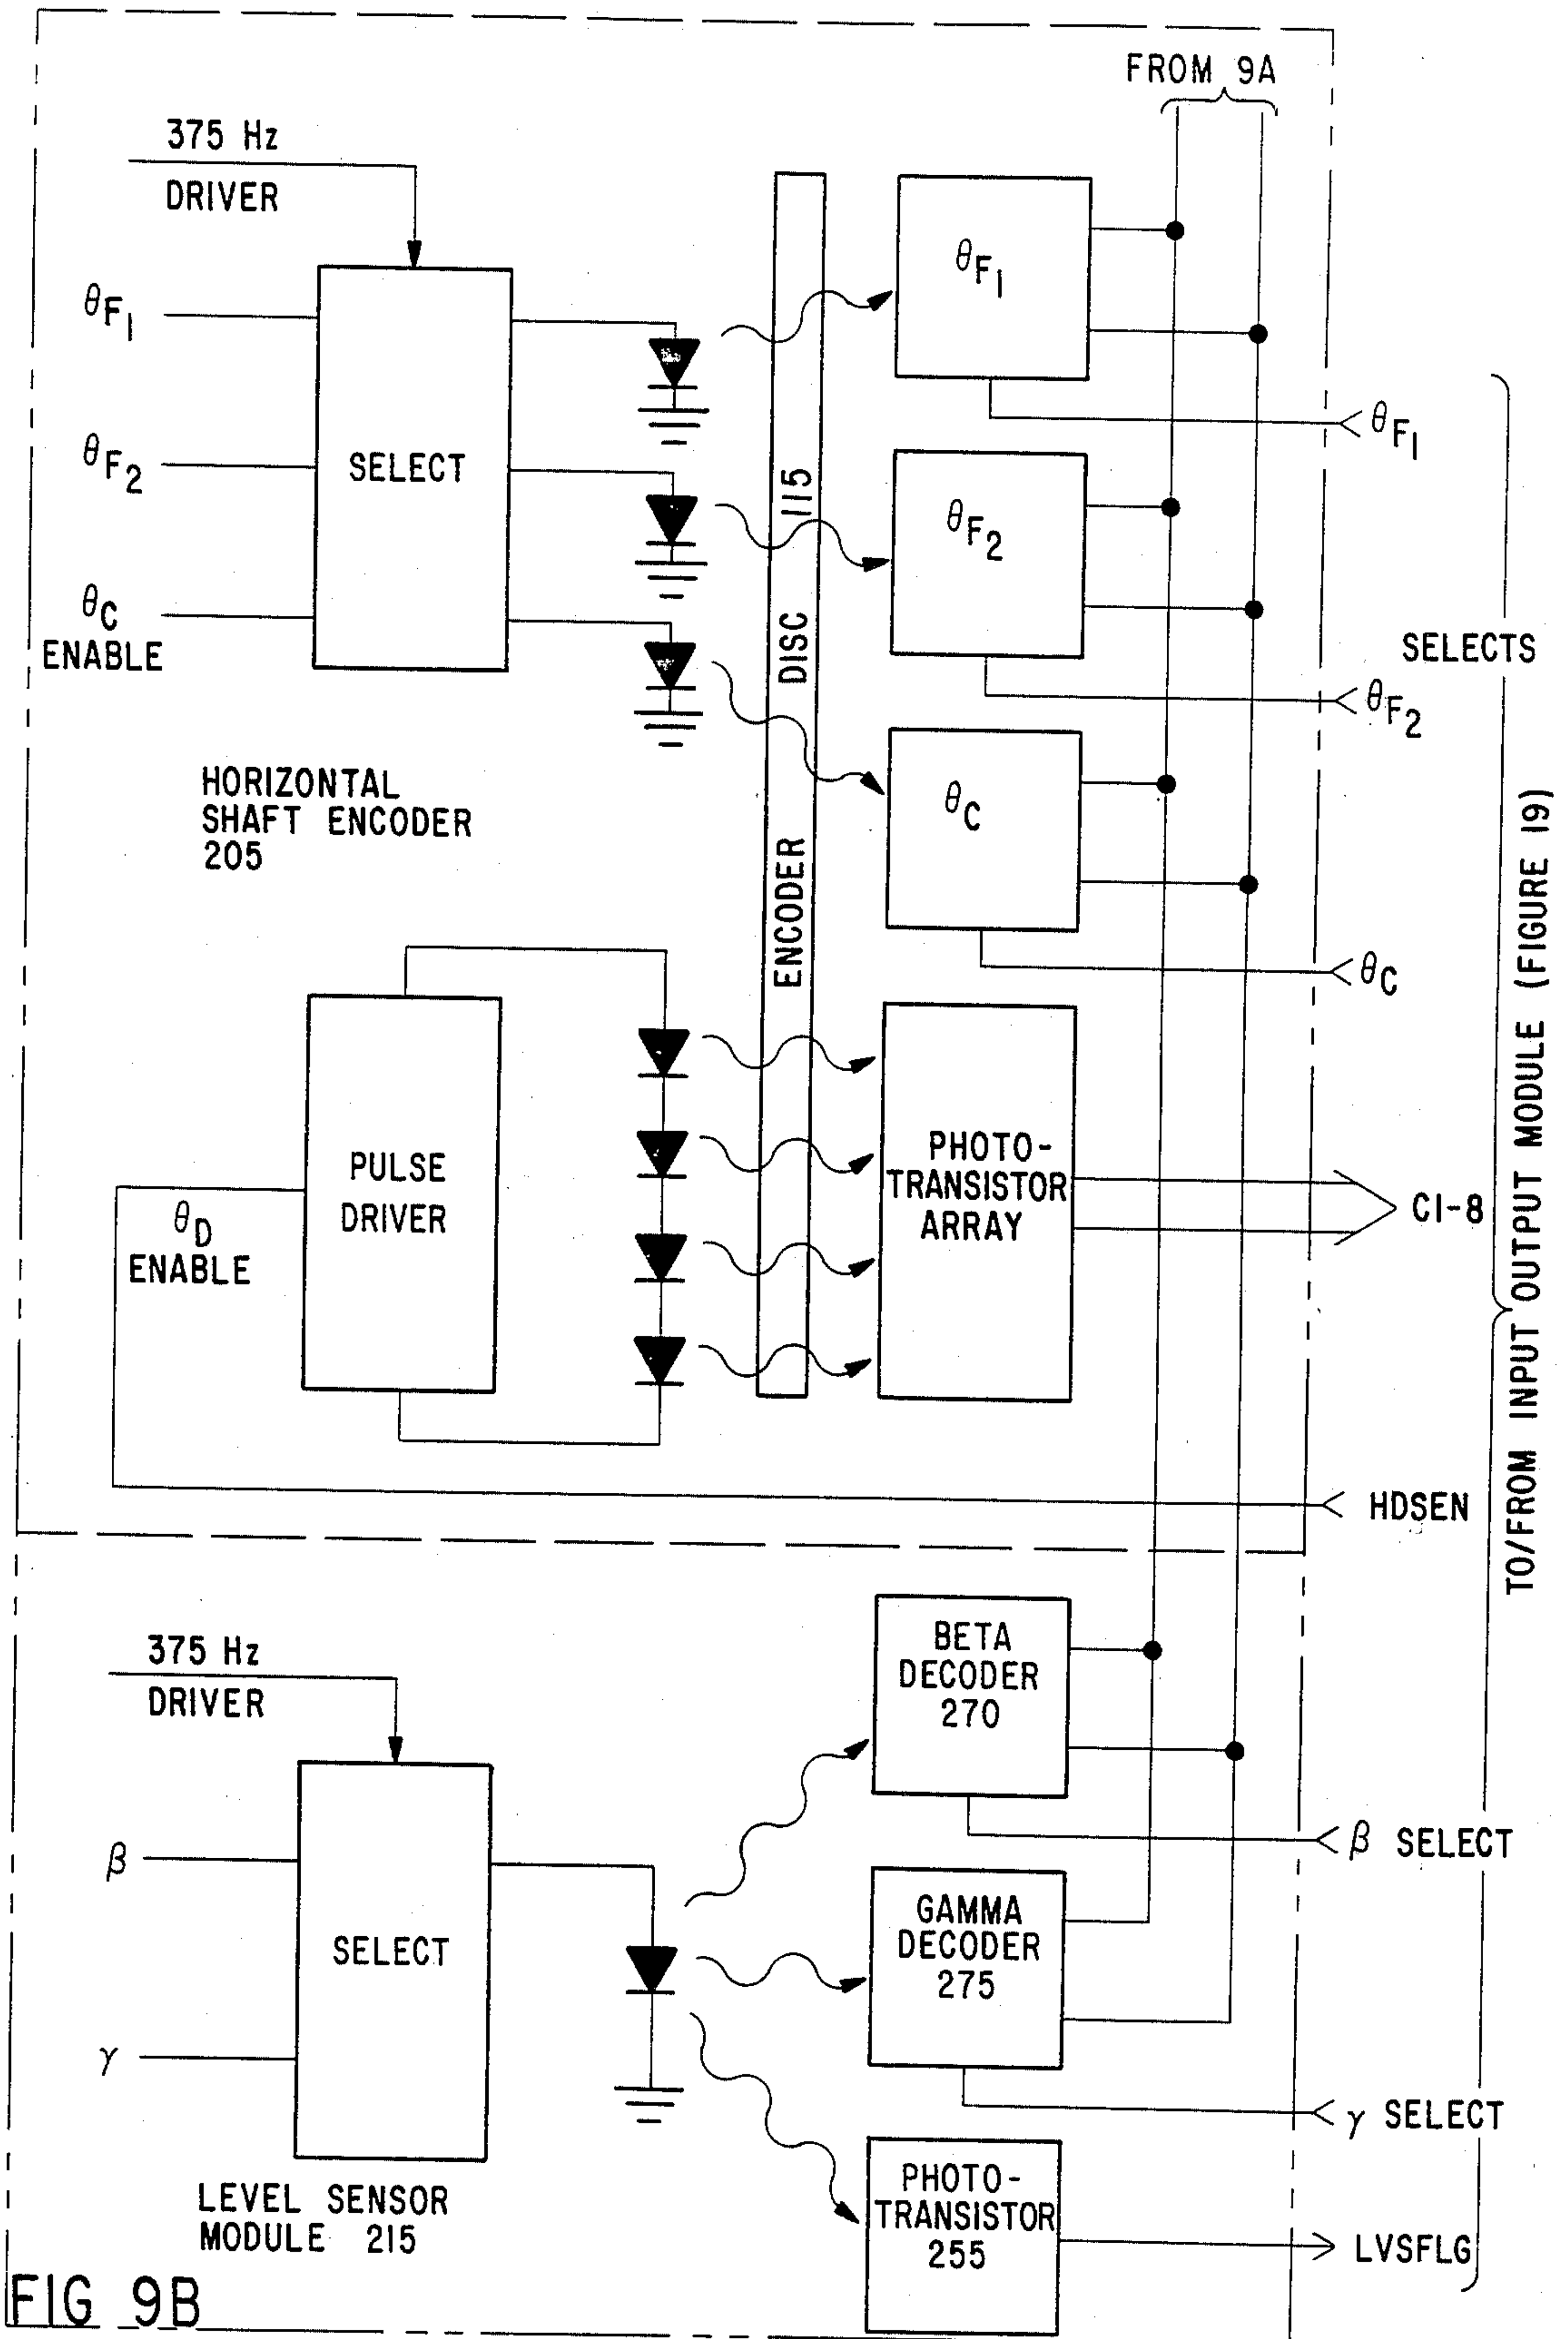 FROM 9A
375 Hz
DRIVER
θF1
θF2
θC
ENABLE
SELECT
HORIZONTAL
SHAFT ENCODER
205
ENCODER DISC 115
θF1
θF2
θC
θF1
θF2
θC
SELECTS
PULSE
DRIVER
θD
ENABLE
PHOTO-
TRANSISTOR
ARRAY
C1-8
HDSEN
TO/FROM INPUT OUTPUT MODULE (FIGURE 19)
375 Hz
DRIVER
β
γ
SELECT
LEVEL SENSOR
MODULE 215
BETA
DECODER
270
β SELECT
GAMMA
DECODER
275
γ SELECT
PHOTO-
TRANSISTOR
255
LVSFLG
FIG 9B